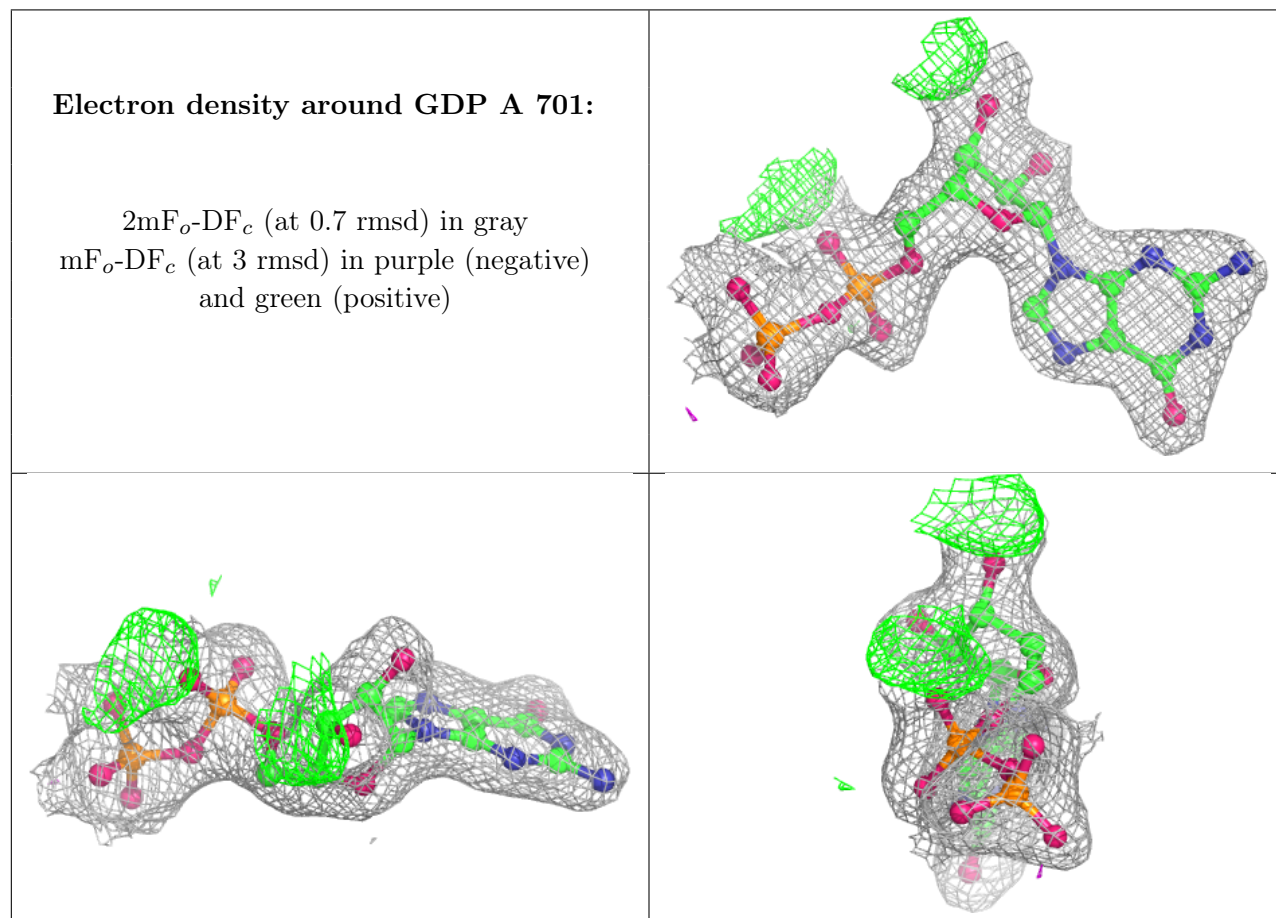 Electron density around GDP A 701:
2mFo-DFc (at 0.7 rmsd) in gray
mFo-DFc (at 3 rmsd) in purple (negative)
and green (positive)